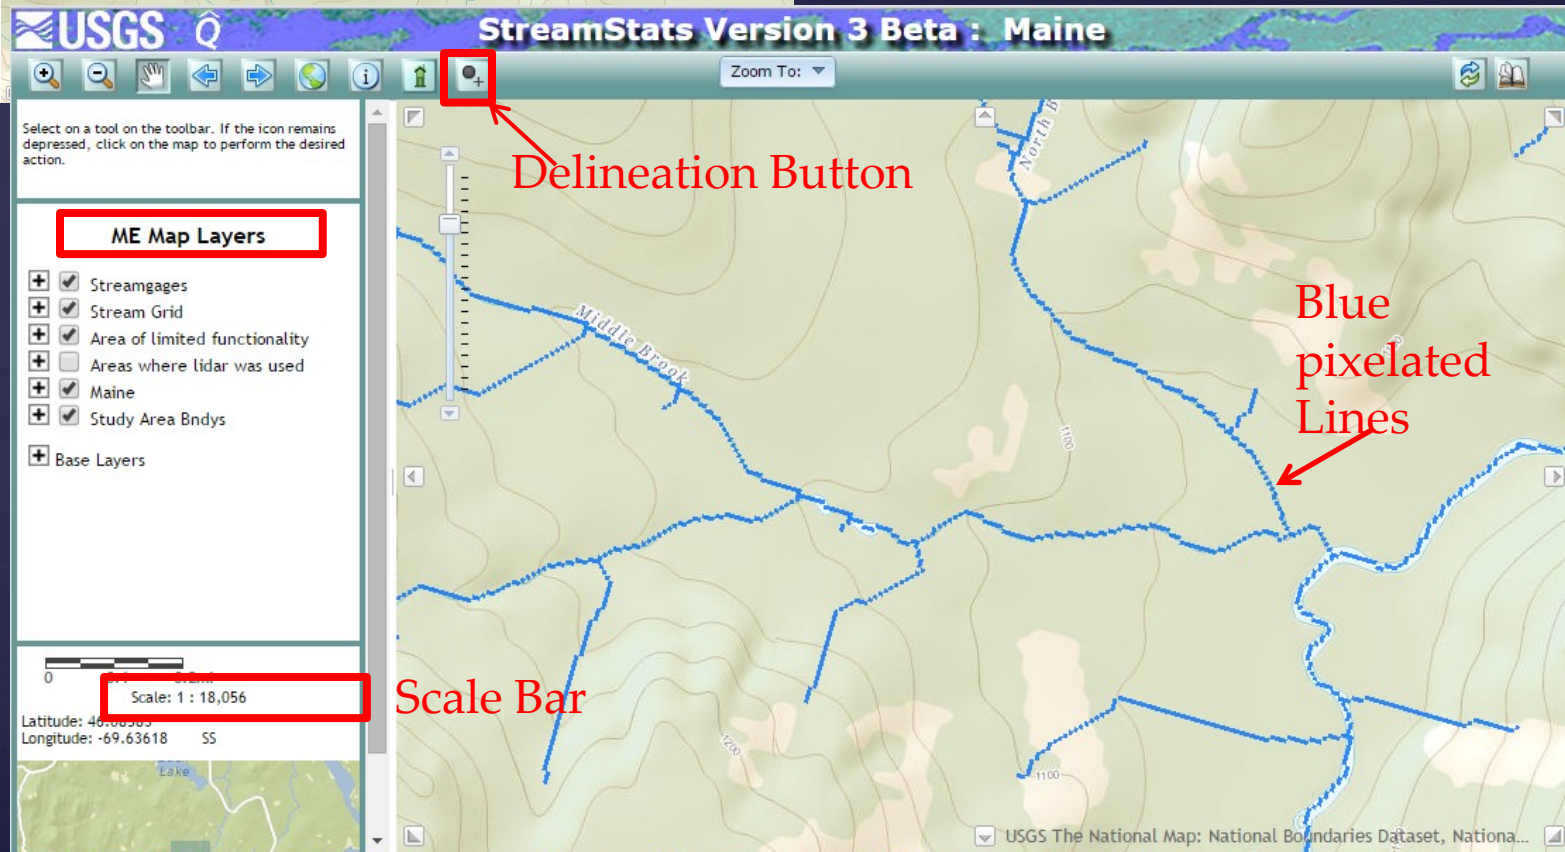 USGS Q̂ StreamStats Version 3 Beta : Maine
Zoom To:
Select on a tool on the toolbar. If the icon remains
depressed, click on the map to perform the desired
action.
ME Map Layers
Streamgages
Stream Grid
Area of limited functionality
Areas where lidar was used
Maine
Study Area Bndys
Base Layers
0
Scale: 1 : 18,056
Latitude:
Longitude: -69.63618 SS
Lake
Delineation Button
North
Middle Brook
Blue
pixelated
Lines
1100
Scale Bar
1200
1100
USGS The National Map: National Boundaries Dataset, Nationa...